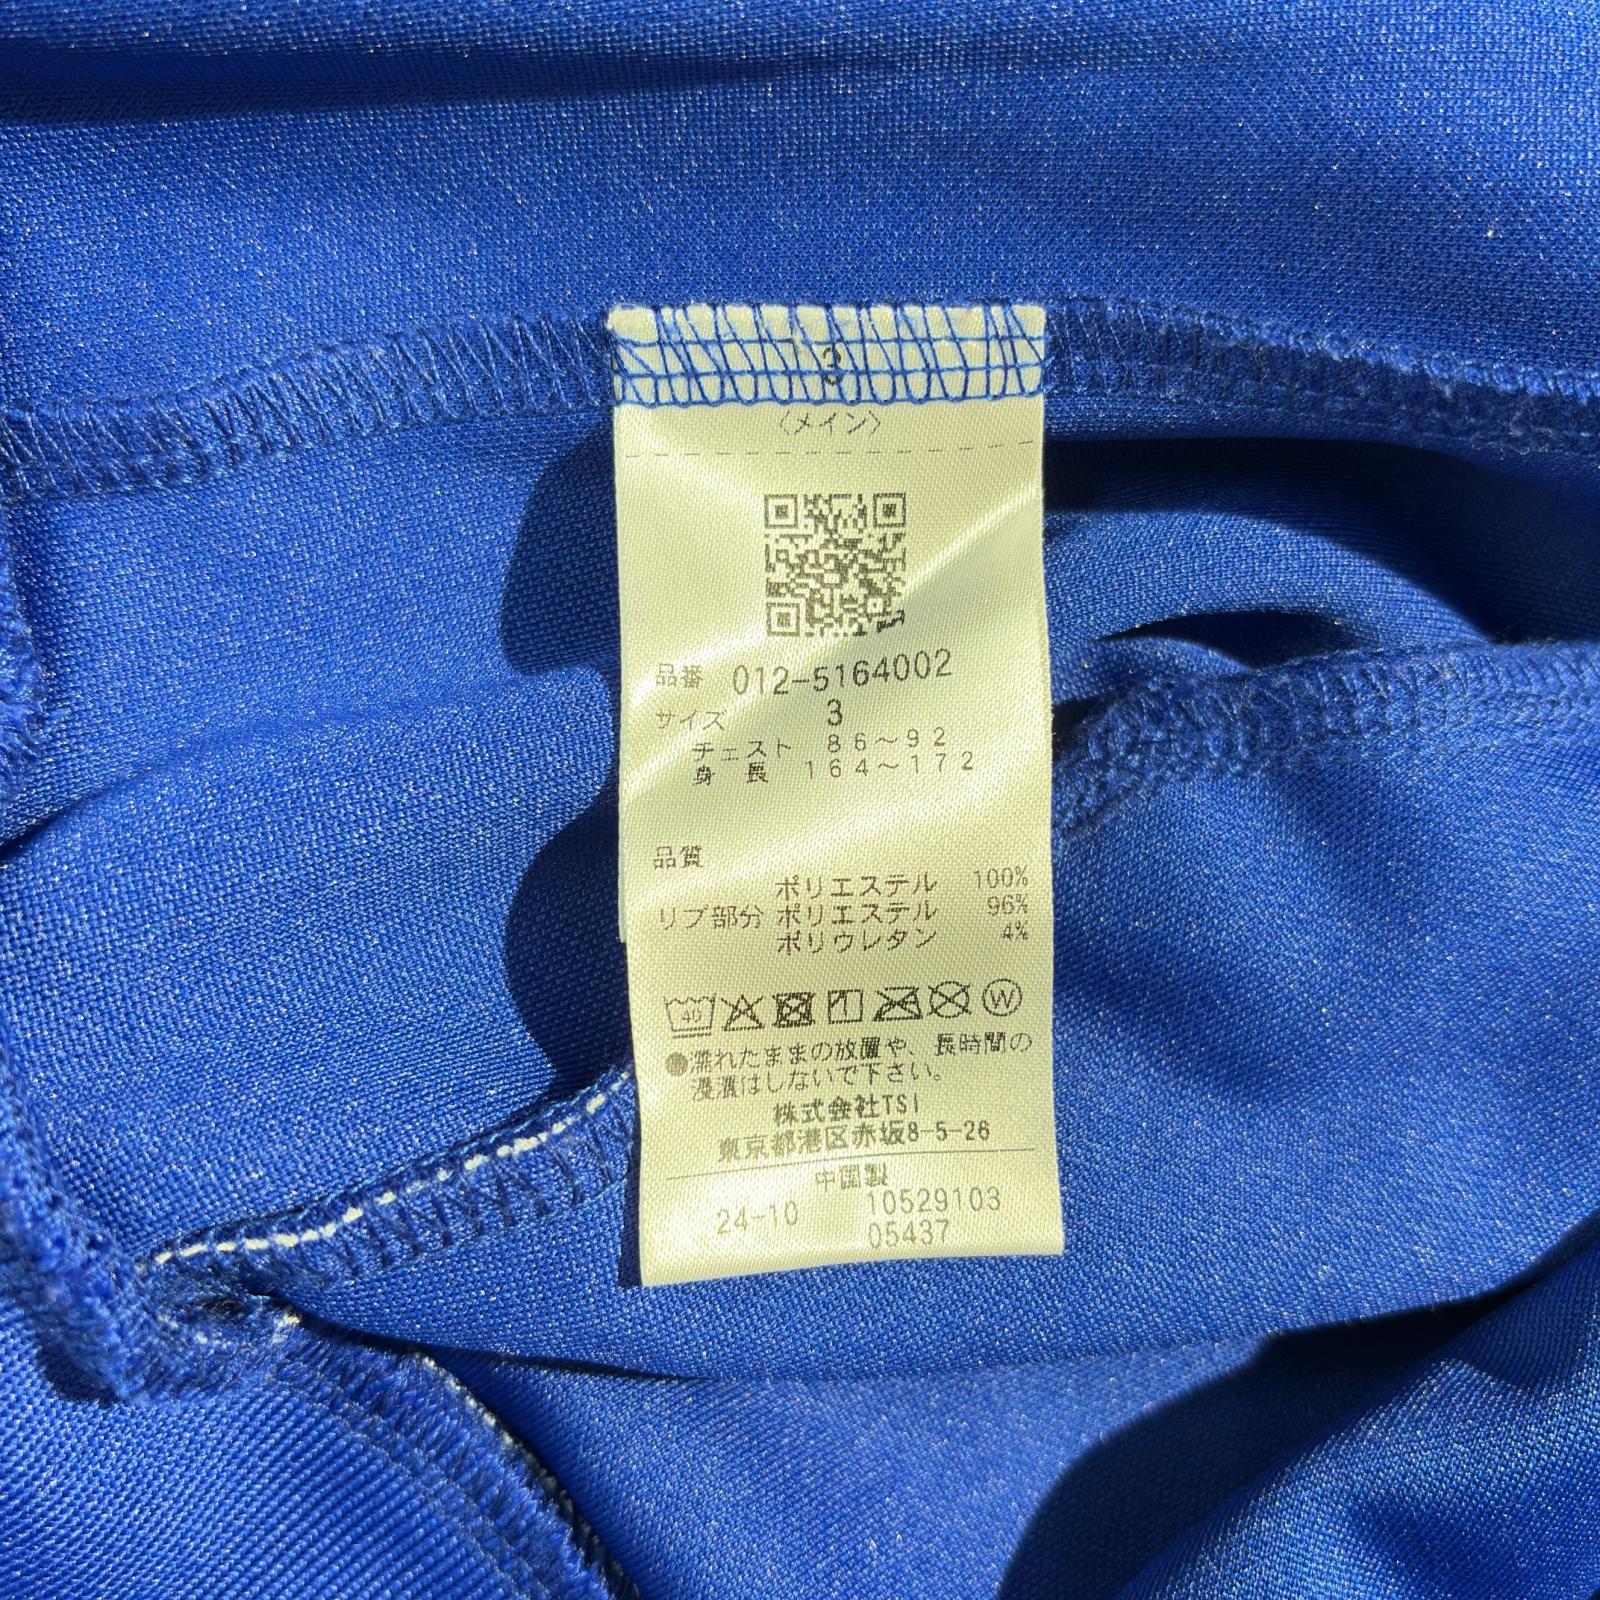 3
〈メイン〉
品番 012-5164002
サイズ 3
チェスト 86～92
身長 164～172
品質
ポリエステル 100%
リブ部分 ポリエステル 96%
ポリウレタン 4%
40 W
●濡れたままの放置や、長時間の
浸漬はしないで下さい。
株式会社TSI
東京都港区赤坂8-5-26
中国製
24-10 10529103
05437